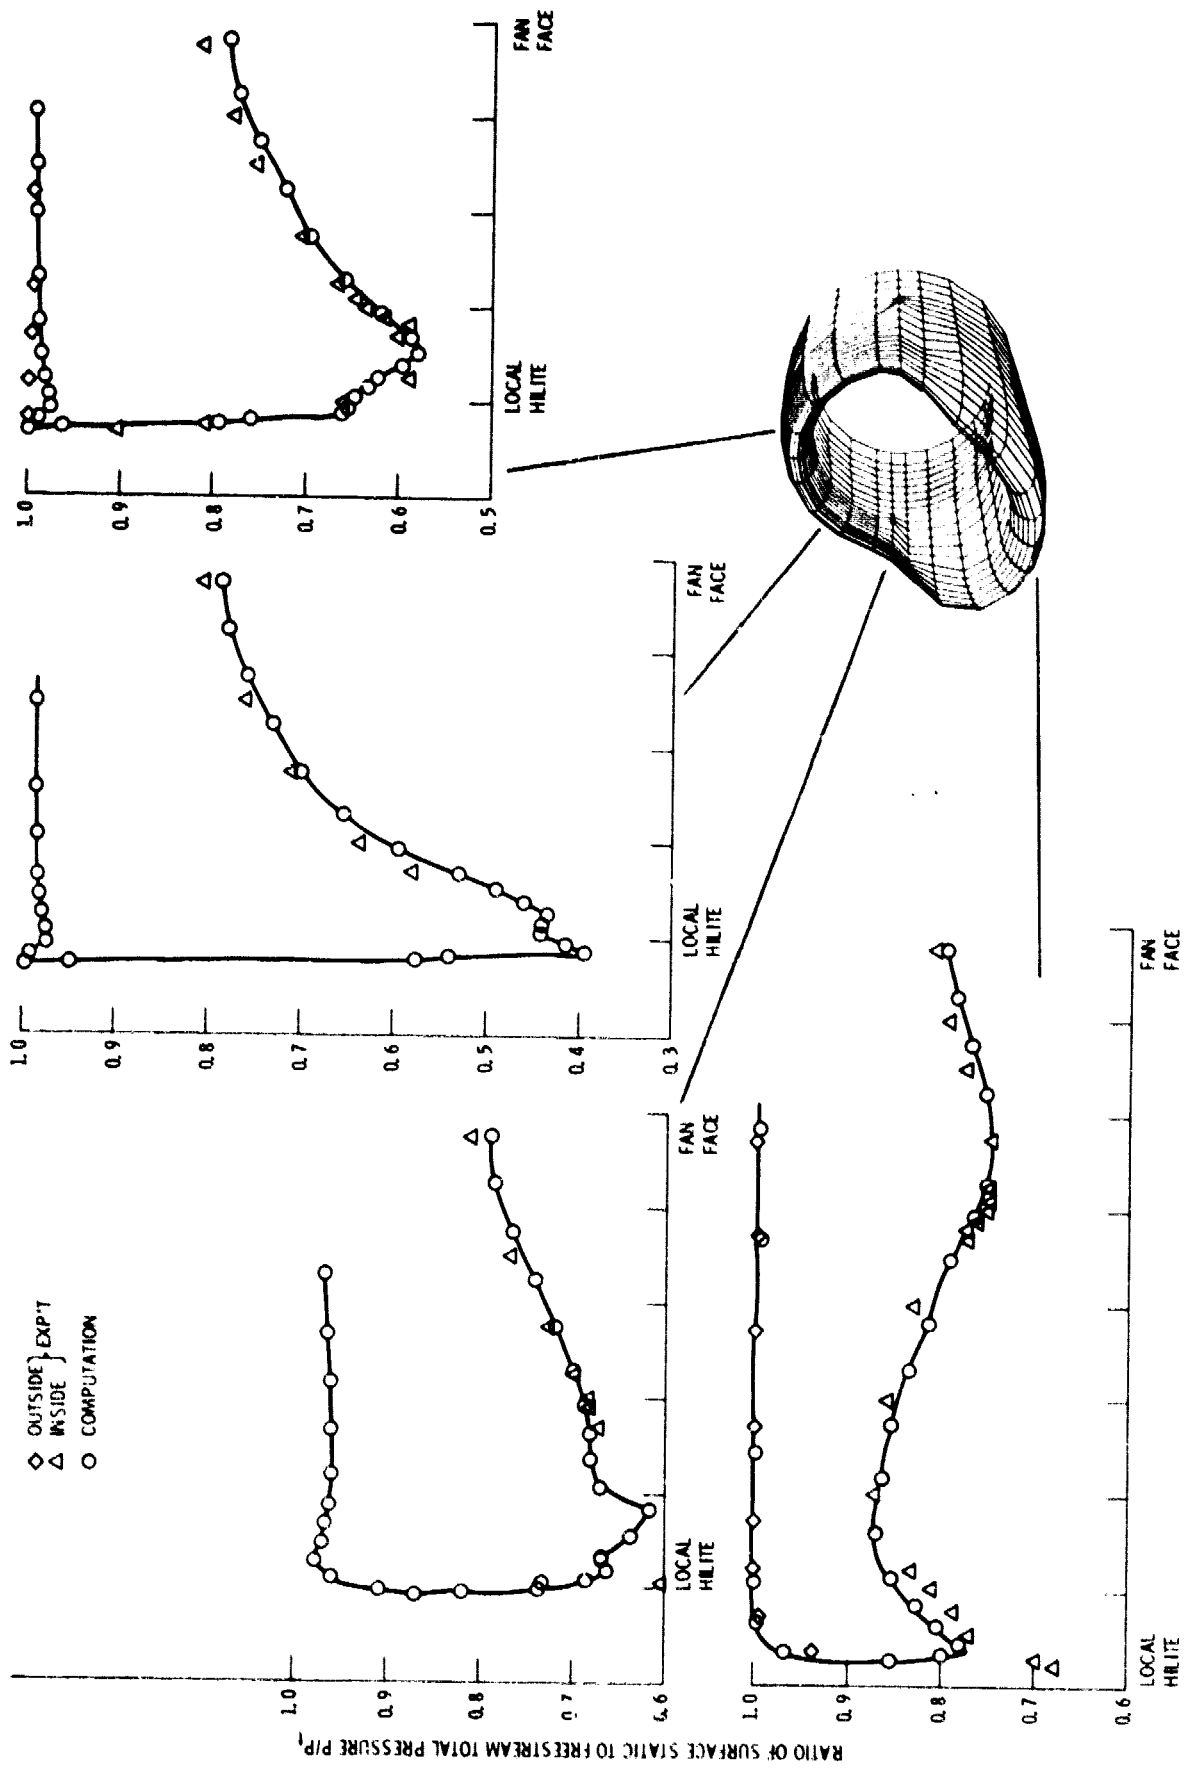 ◇ OUTSIDE } EXP'T
△ INSIDE
○ COMPUTATION
RATIO OF SURFACE STATIC TO FREESTREAM TOTAL PRESSURE P/Pt
1.0
0.9
0.8
0.7
0.6
LOCAL
HILITE
FAN
FACE
1.0
0.9
0.8
0.7
0.6
0.5
0.4
0.3
LOCAL
HILITE
FAN
FACE
1.0
0.9
0.8
0.7
0.6
0.5
LOCAL
HILITE
FAN
FACE
1.0
0.9
0.8
0.7
0.6
LOCAL
HILITE
FAN
FACE